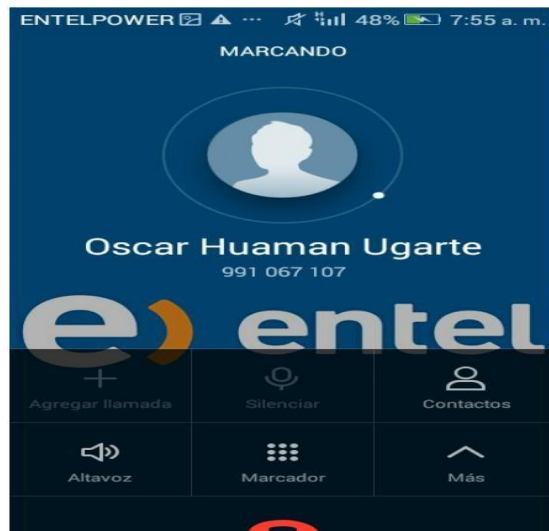 ENTELPOWER ... H 48% 7:55 a. m.
MARCANDO
Oscar Huaman Ugarte
991 067 107
e) entel
Agregar llamada Silenciar Contactos
Altavoz Marcador Más